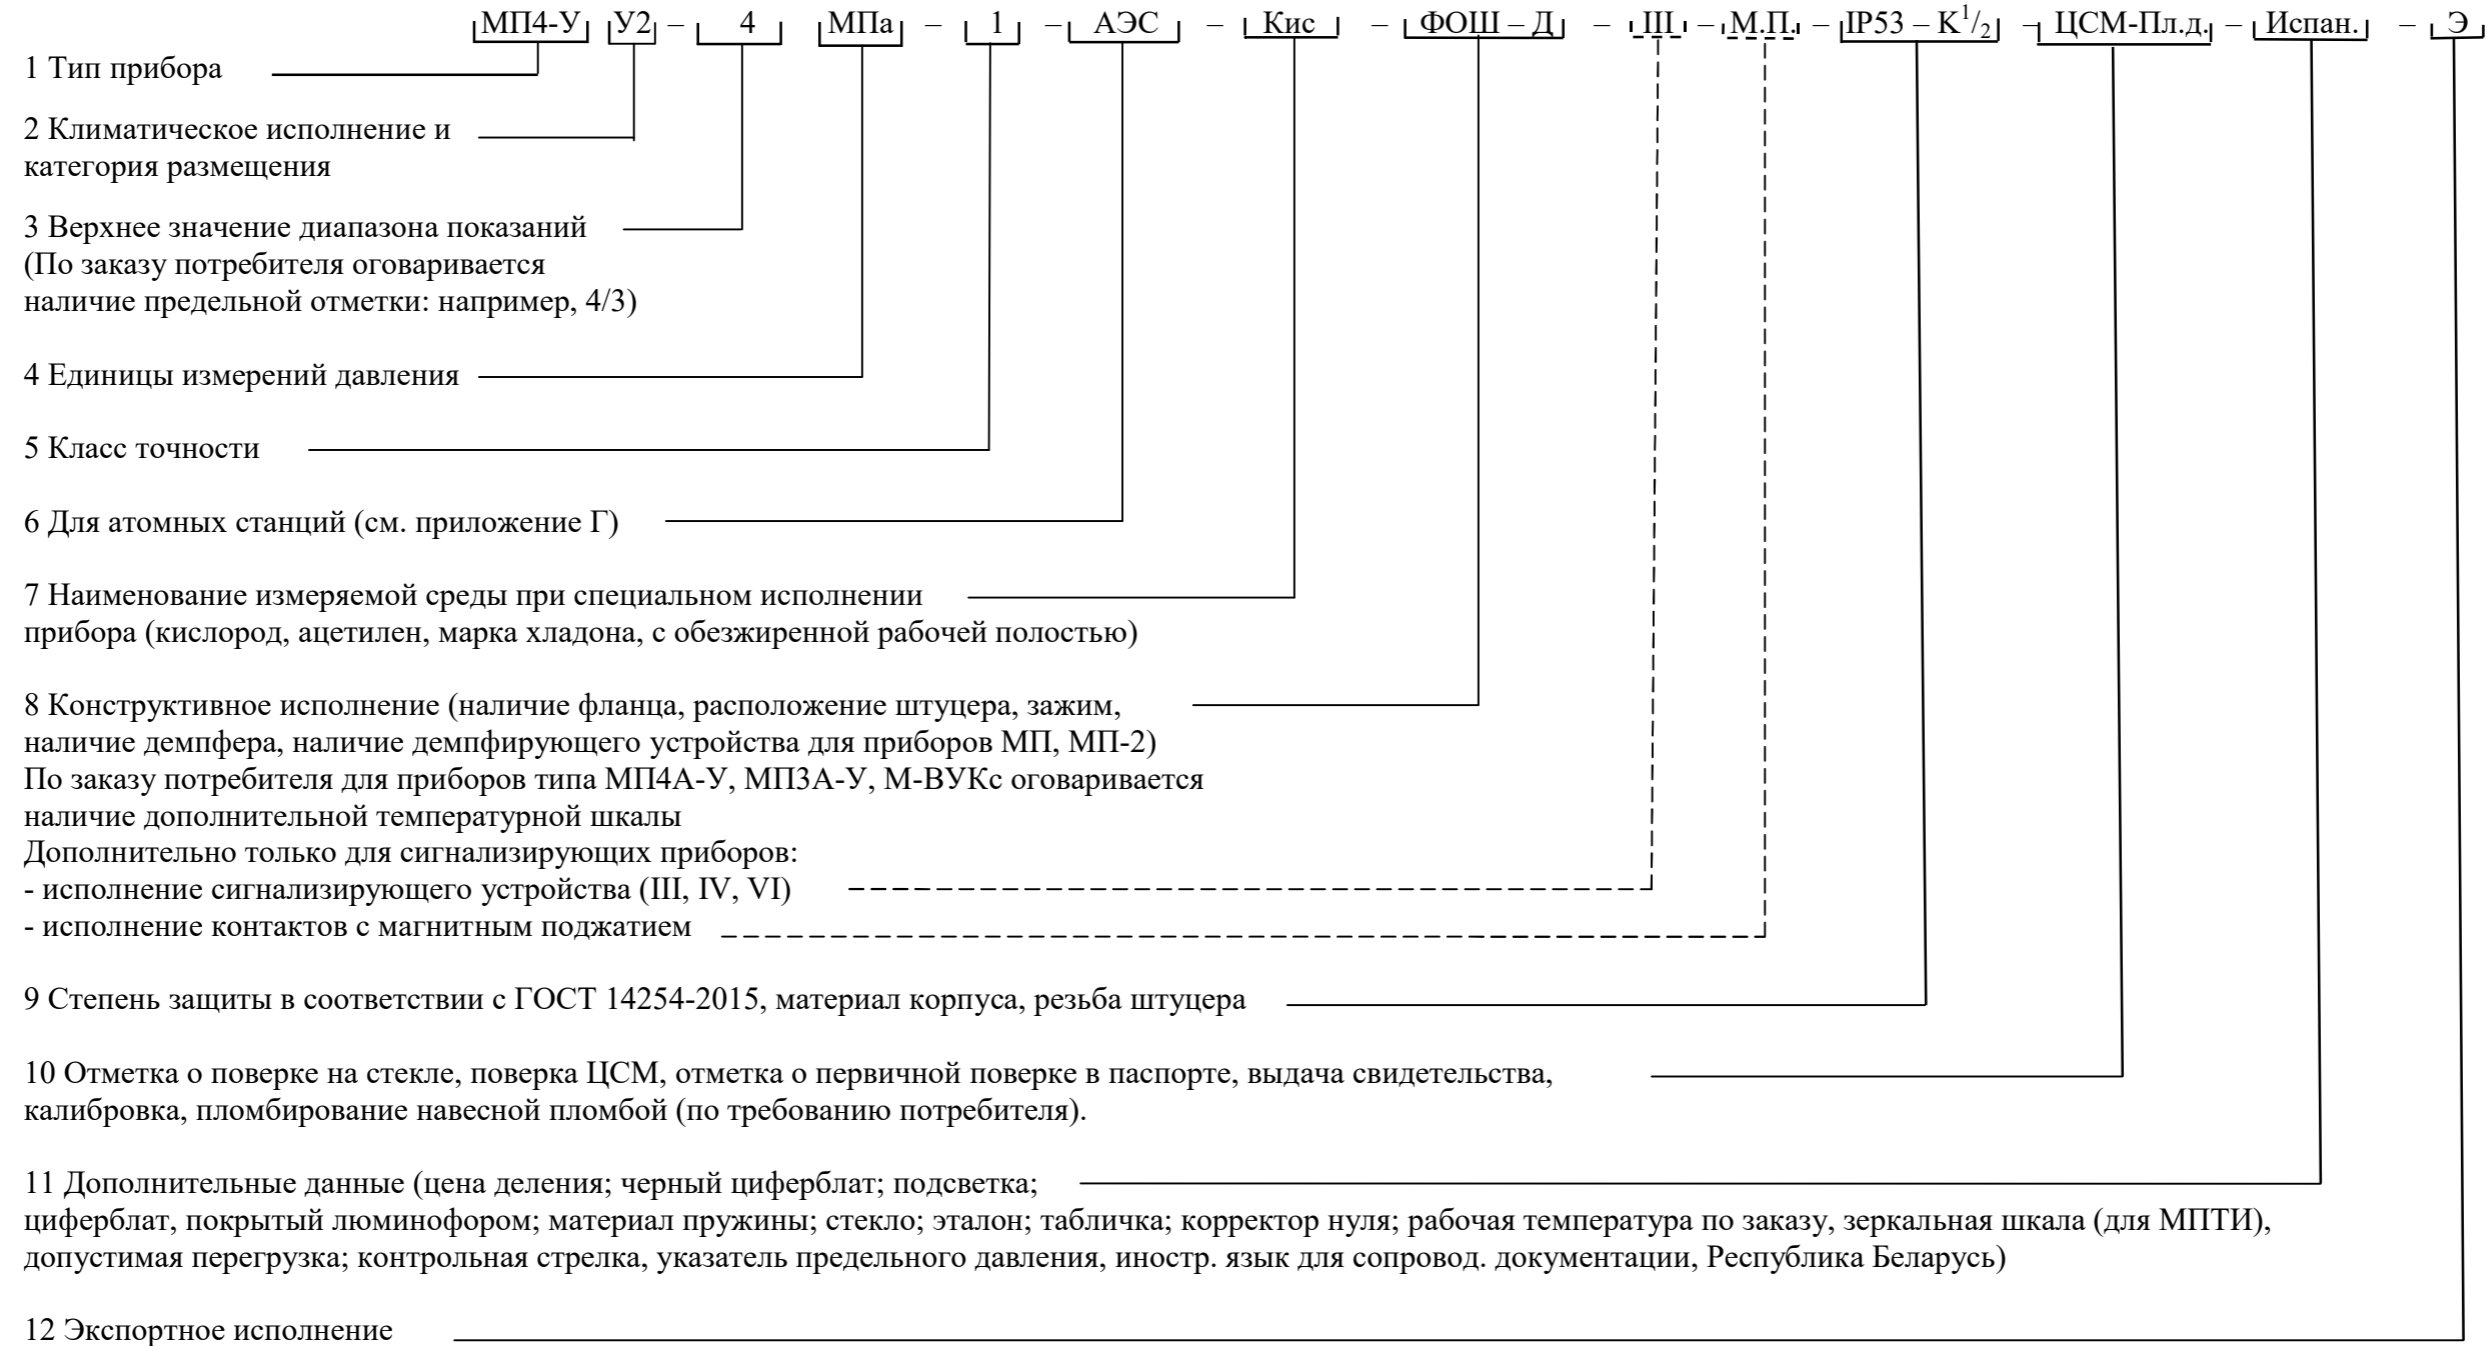 МП4-У У2 – 4 МПа – 1 – АЭС – Кис – ФОШ – Д – III – М.П. – IP53 – К1/2 – ЦСМ-Пл.д. – Испан. – Э
1 Тип прибора
2 Климатическое исполнение и
категория размещения
3 Верхнее значение диапазона показаний
(По заказу потребителя оговаривается
наличие предельной отметки: например, 4/3)
4 Единицы измерений давления
5 Класс точности
6 Для атомных станций (см. приложение Г)
7 Наименование измеряемой среды при специальном исполнении
прибора (кислород, ацетилен, марка хладона, с обезжиренной рабочей полостью)
8 Конструктивное исполнение (наличие фланца, расположение штуцера, зажим,
наличие демпфера, наличие демпфирующего устройства для приборов МП, МП-2)
По заказу потребителя для приборов типа МП4А-У, МП3А-У, М-ВУКс оговаривается
наличие дополнительной температурной шкалы
Дополнительно только для сигнализирующих приборов:
- исполнение сигнализирующего устройства (III, IV, VI)
- исполнение контактов с магнитным поджатием
9 Степень защиты в соответствии с ГОСТ 14254-2015, материал корпуса, резьба штуцера
10 Отметка о поверке на стекле, поверка ЦСМ, отметка о первичной поверке в паспорте, выдача свидетельства,
калибровка, пломбирование навесной пломбой (по требованию потребителя).
11 Дополнительные данные (цена деления; черный циферблат; подсветка;
циферблат, покрытый люминофором; материал пружины; стекло; эталон; табличка; корректор нуля; рабочая температура по заказу, зеркальная шкала (для МПТИ),
допустимая перегрузка; контрольная стрелка, указатель предельного давления, иностр. язык для сопровод. документации, Республика Беларусь)
12 Экспортное исполнение